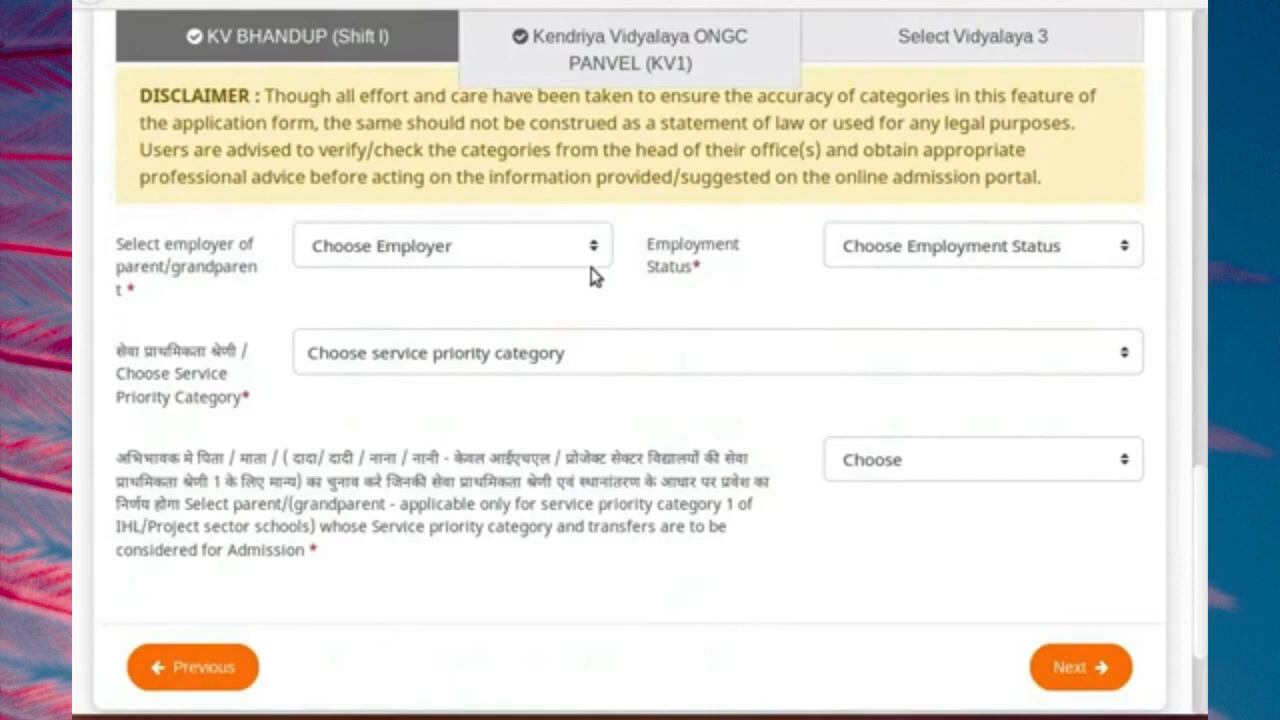 KV BHANDUP (Shift I)
Kendriya Vidyalaya ONGC
PANVEL (KV1)
Select Vidyalaya 3
DISCLAIMER : Though all effort and care have been taken to ensure the accuracy of categories in this feature of
the application form, the same should not be construed as a statement of law or used for any legal purposes.
Users are advised to verify/check the categories from the head of their office(s) and obtain appropriate
professional advice before acting on the information provided/suggested on the online admission portal.
Select employer of
parent/grandparen
t *
Choose Employer
Employment
Status*
Choose Employment Status
सेवा प्राथमिकता श्रेणी /
Choose Service
Priority Category*
Choose service priority category
अभिभावक मे पिता / माता / ( दादा/ दादी / नाना / नानी - केवल आईएचएल / प्रोजेक्ट सेक्टर विद्यालयों की सेवा
प्राथमिकता श्रेणी 1 के लिए मान्य) का चुनाव करे जिनकी सेवा प्राथमिकता श्रेणी एवं स्थानांतरण के आधार पर प्रवेश का
निर्णय होगा Select parent/(grandparent - applicable only for service priority category 1 of
IHL/Project sector schools) whose Service priority category and transfers are to be
considered for Admission *
Choose
Previous
Next